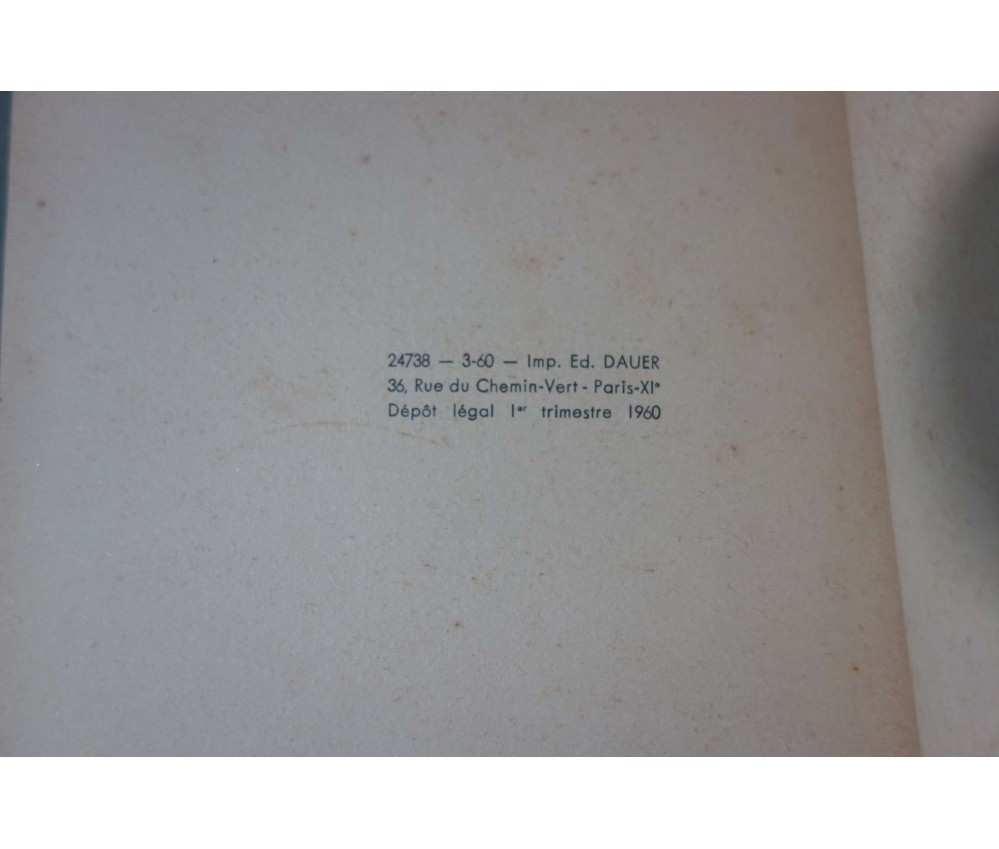 24738 — 3-60 — Imp. Ed. DAUER
36, Rue du Chemin-Vert - Paris-XIe
Dépôt légal 1er trimestre 1960